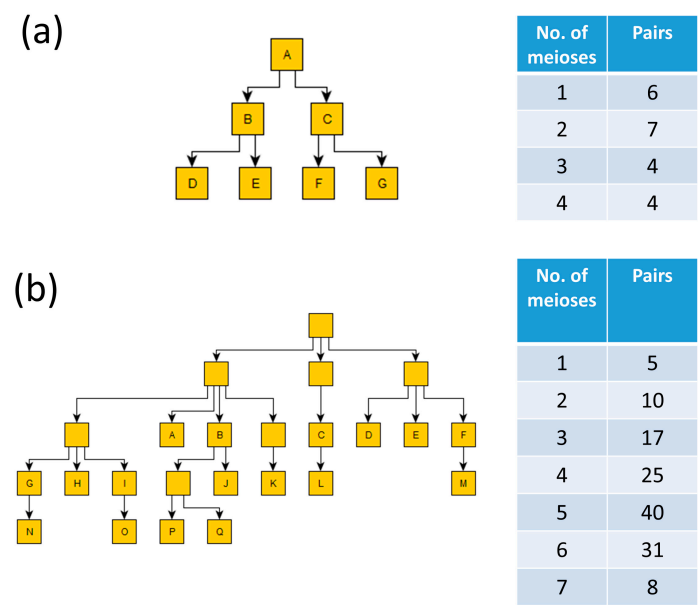 (a)
A
B C
D E F G
No. of meioses Pairs
1 6
2 7
3 4
4 4
(b)
A B C D E F
G H I J K L M
N O P Q
No. of meioses Pairs
1 5
2 10
3 17
4 25
5 40
6 31
7 8